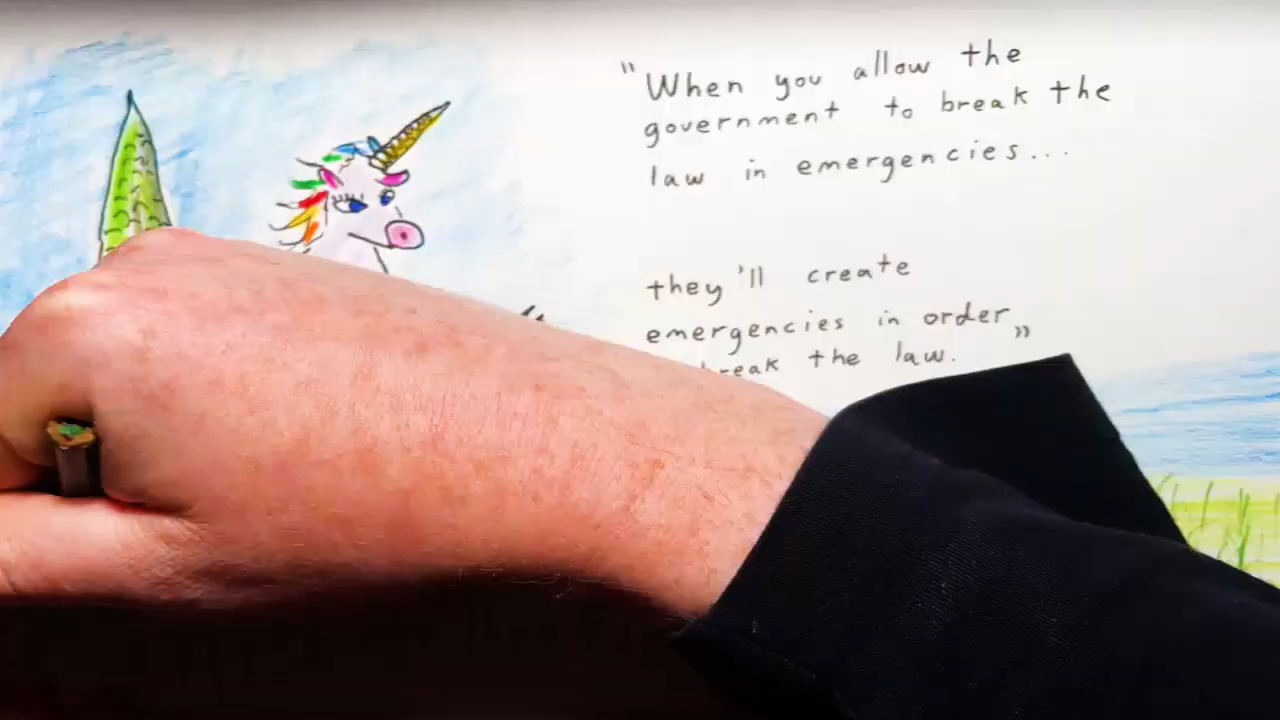 "When you allow the
government to break the
law in emergencies...
they'll create
emergencies in order
break the law."